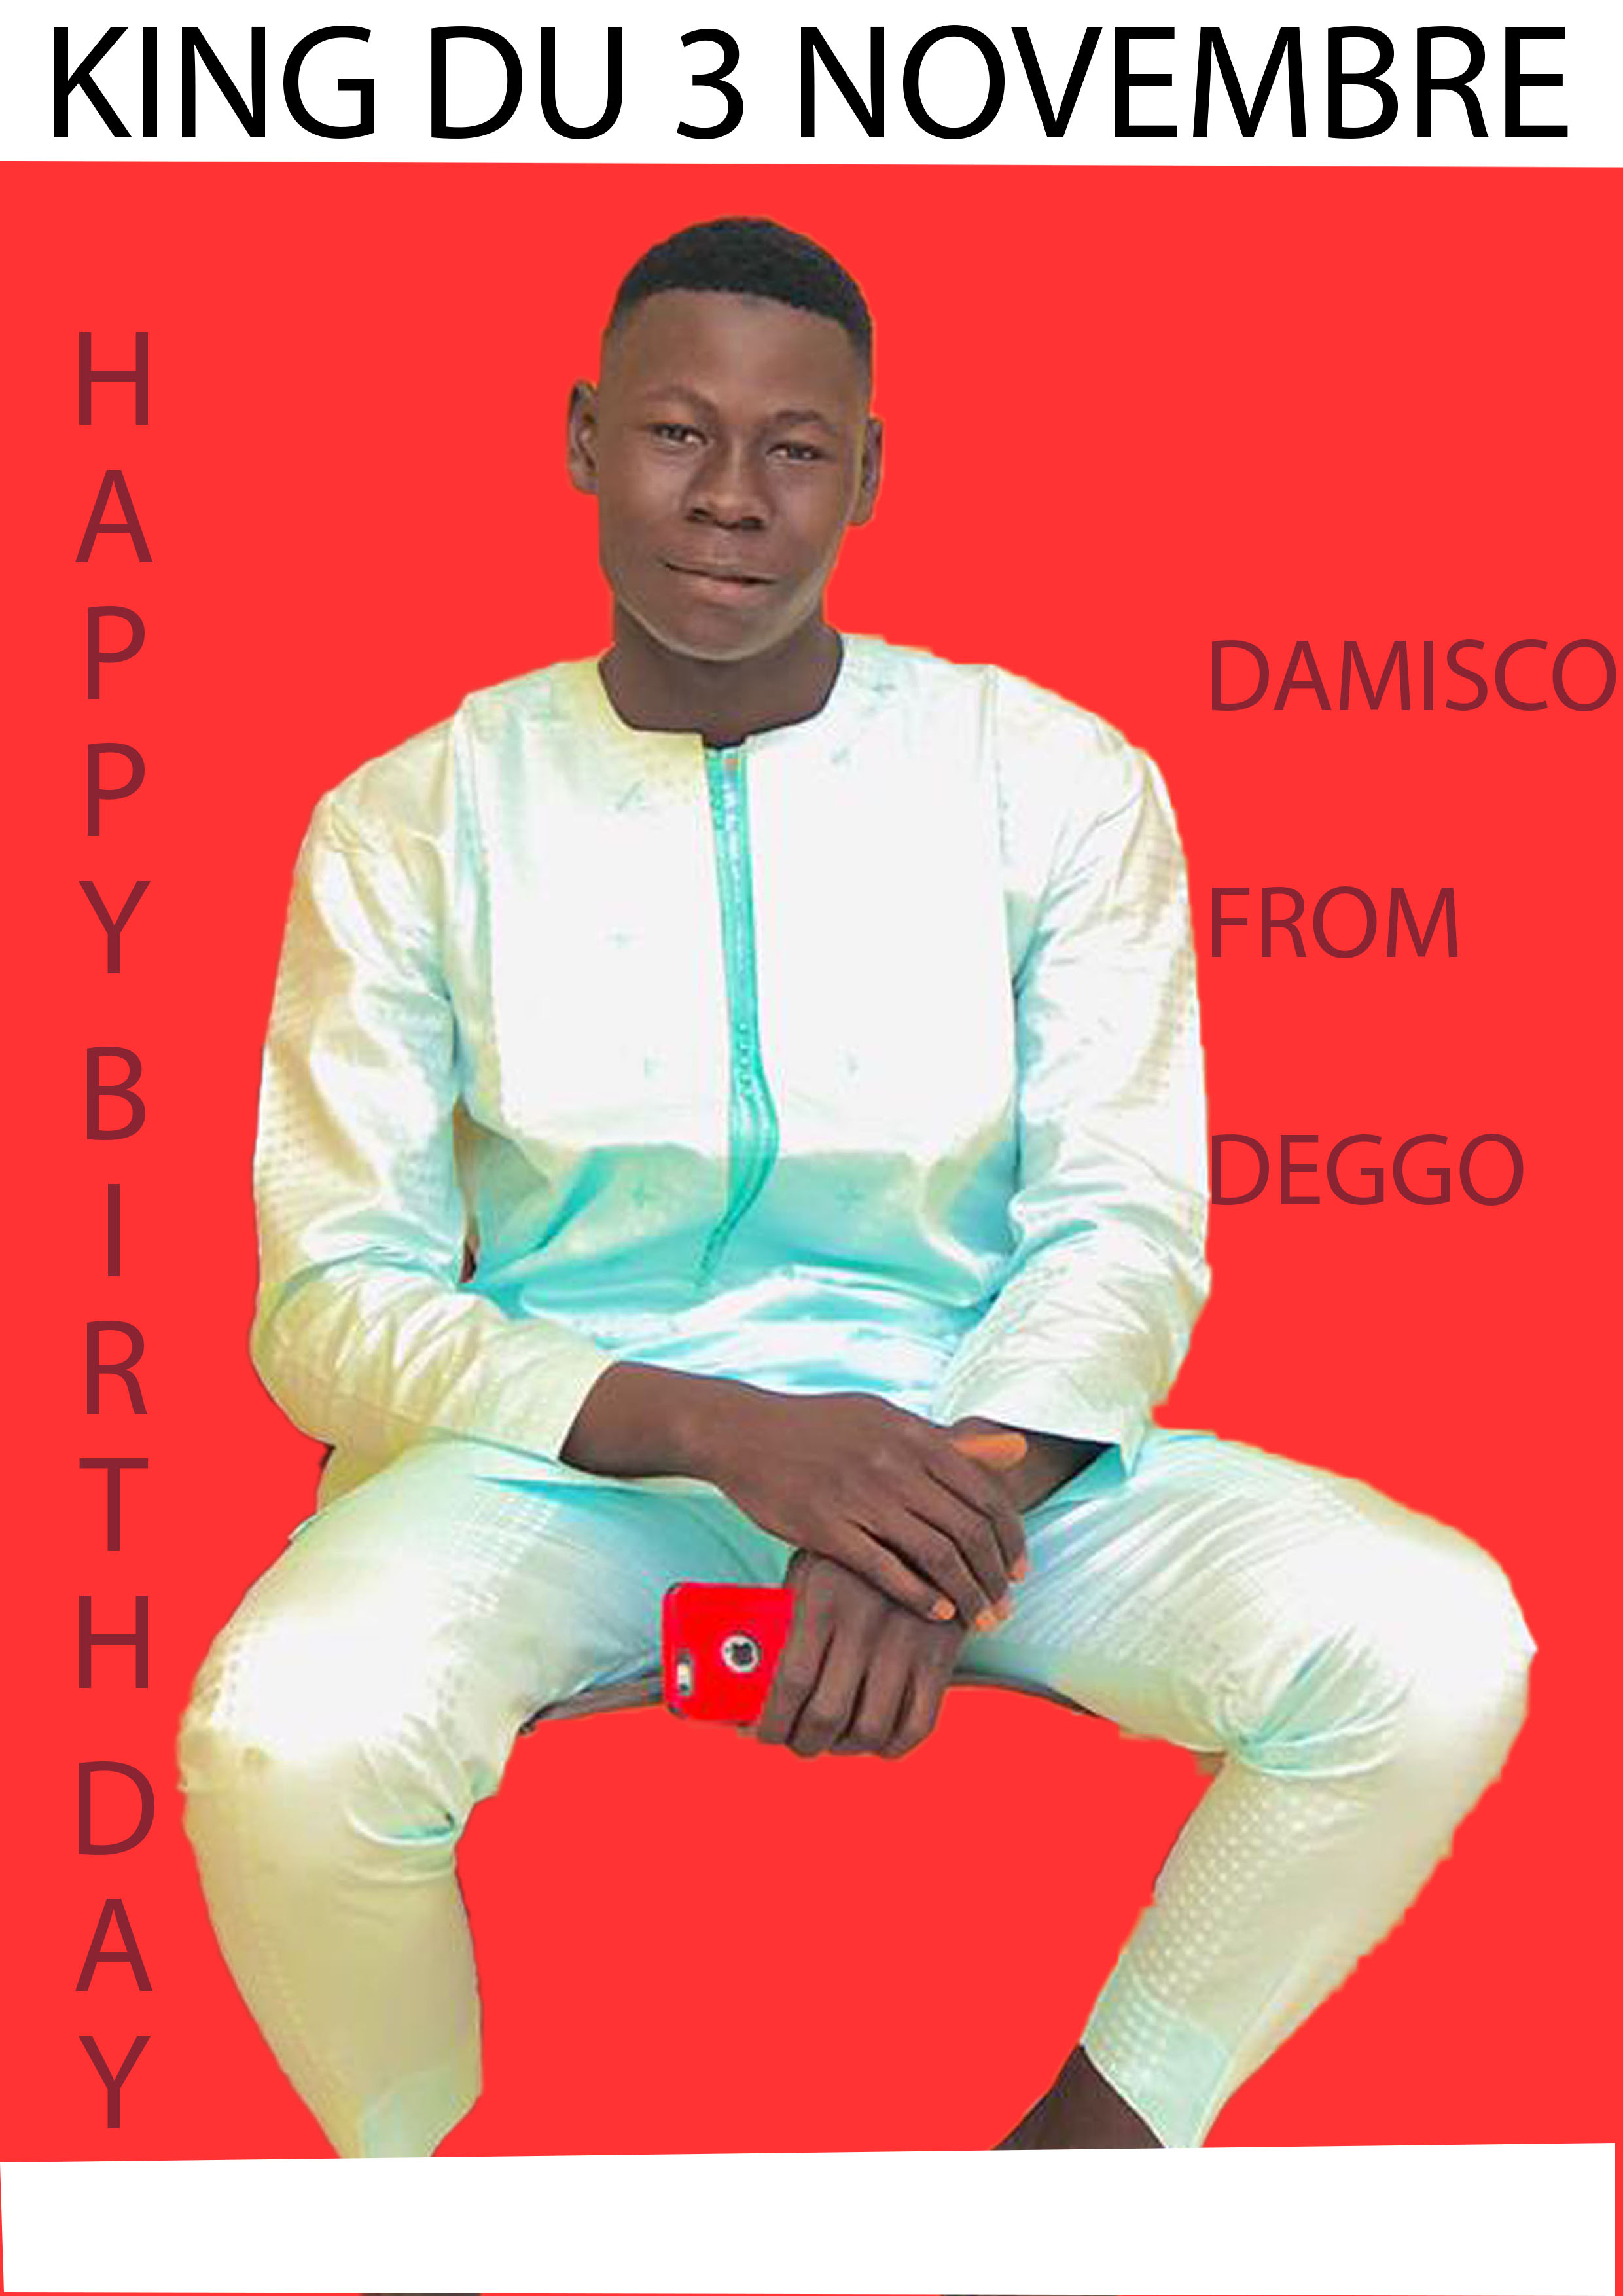 KING DU 3 NOVEMBRE
HAPPY BIRTHDAY
DAMISCO
FROM
DEGGO